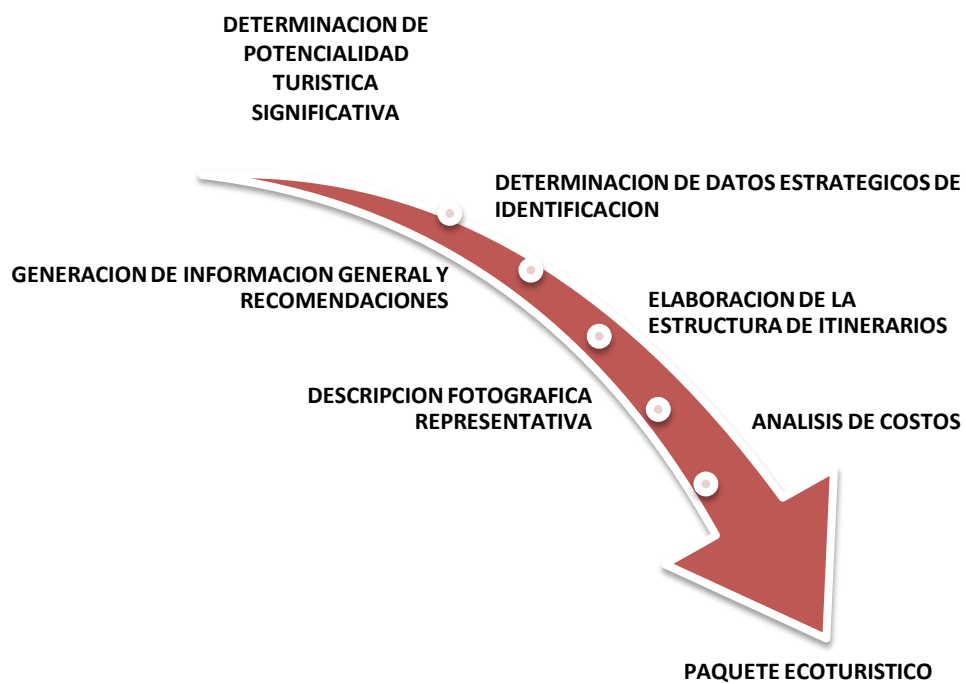 DETERMINACION DE
POTENCIALIDAD
TURISTICA
SIGNIFICATIVA
DETERMINACION DE DATOS ESTRATEGICOS DE
IDENTIFICACION
GENERACION DE INFORMACION GENERAL Y
RECOMENDACIONES
ELABORACION DE LA
ESTRUCTURA DE ITINERARIOS
DESCRIPCION FOTOGRAFICA
REPRESENTATIVA
ANALISIS DE COSTOS
PAQUETE ECOTURISTICO